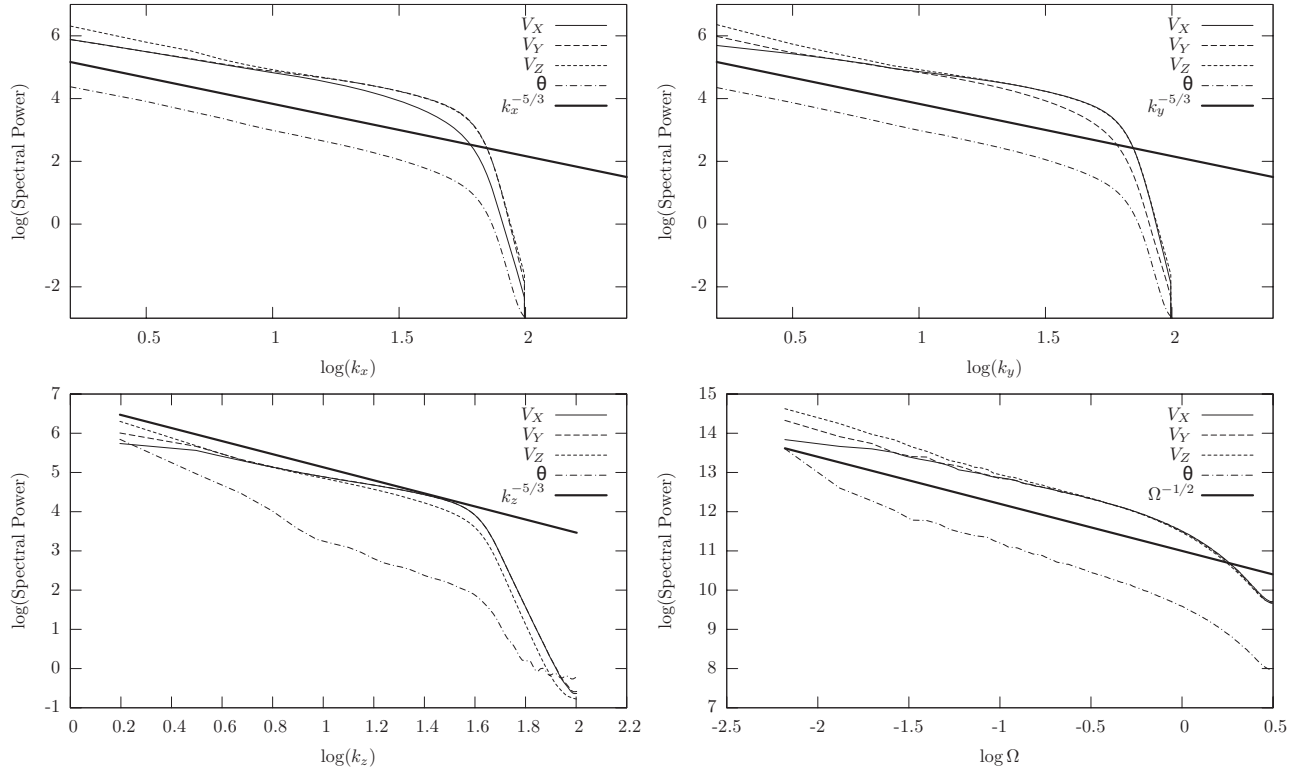 log(Spectral Power)
6
4
2
0
-2
0.5
1
1.5
2
log(k_x)
V_X
V_Y
V_Z
θ
k_x^{-5/3}
log(Spectral Power)
6
4
2
0
-2
0.5
1
1.5
2
log(k_y)
V_X
V_Y
V_Z
θ
k_y^{-5/3}
log(Spectral Power)
7
6
5
4
3
2
1
0
-1
0
0.2
0.4
0.6
0.8
1
1.2
1.4
1.6
1.8
2
2.2
log(k_z)
V_X
V_Y
V_Z
θ
k_z^{-5/3}
log(Spectral Power)
15
14
13
12
11
10
9
8
7
-2.5
-2
-1.5
-1
-0.5
0
0.5
log Ω
V_X
V_Y
V_Z
θ
Ω^{-1/2}